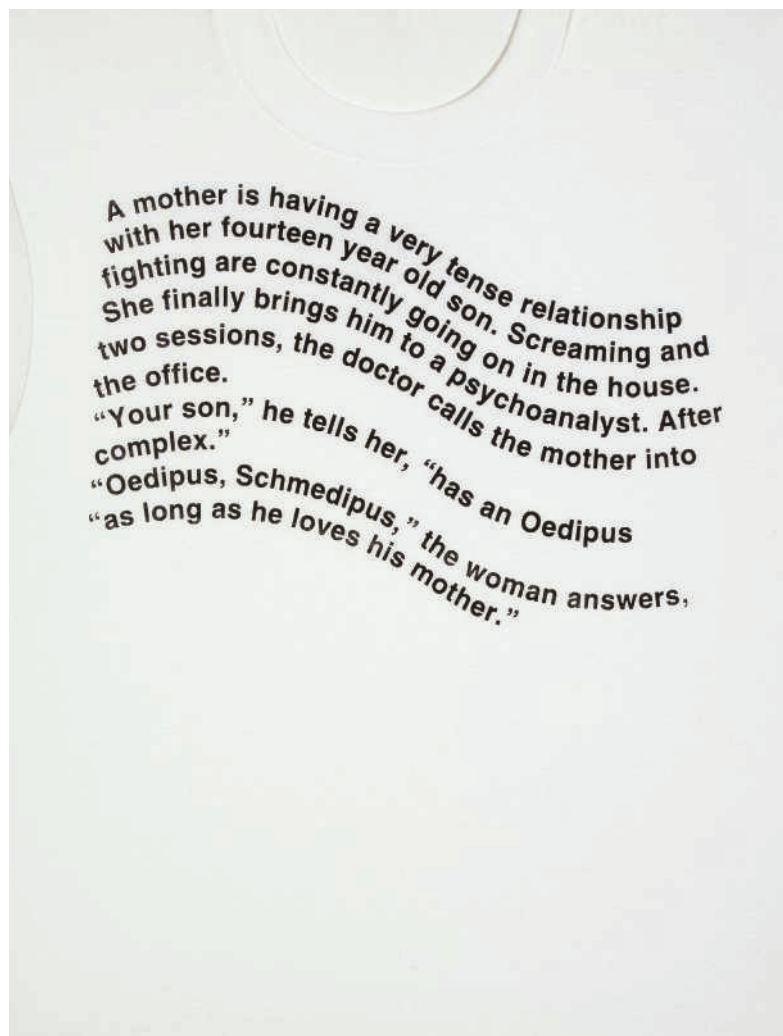 A mother is having a very tense relationship
with her fourteen year old son. Screaming and
fighting are constantly going on in the house.
She finally brings him to a psychoanalyst. After
two sessions, the doctor calls the mother into
the office.
“Your son,” he tells her, “has an Oedipus
complex.”
“Oedipus, Schmedipus,” the woman answers,
“as long as he loves his mother.”